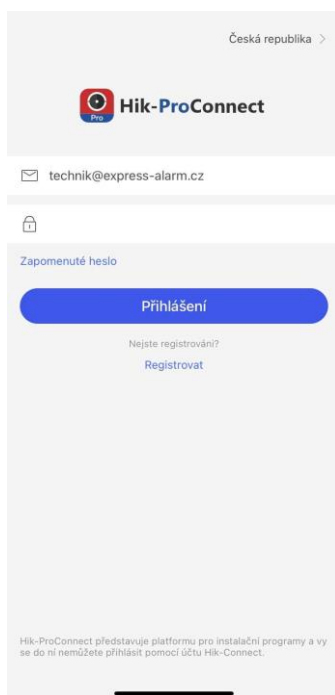 Česká republika
Pro
Hik-ProConnect
technik@express-alarm.cz
Zapomenuté heslo
Přihlášení
Nejste registrováni?
Registrovat
Hik-ProConnect představuje platformu pro instalační programy a vy
se do ní nemůžete přihlásit pomocí účtu Hik-Connect.